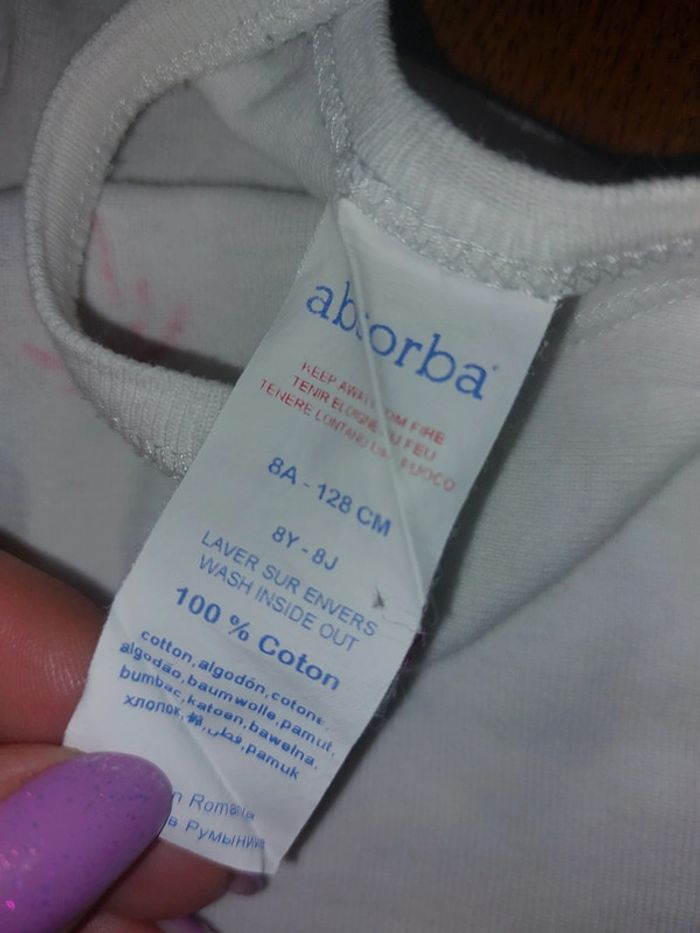 absorba
KEEP AWAY FROM FIRE
TENIR ELOIGNE DU FEU
TENERE LONTANO DAL FUOCO
8A - 128 CM
8Y - 8J
LAVER SUR ENVERS
WASH INSIDE OUT
100 % Coton
cotton,algodón,cotone,
algodão,baumwolle,pamut,
bumbac,katoen,bawełna,
хлопок,棉,قطن,pamuk
n Romania
в Румынии